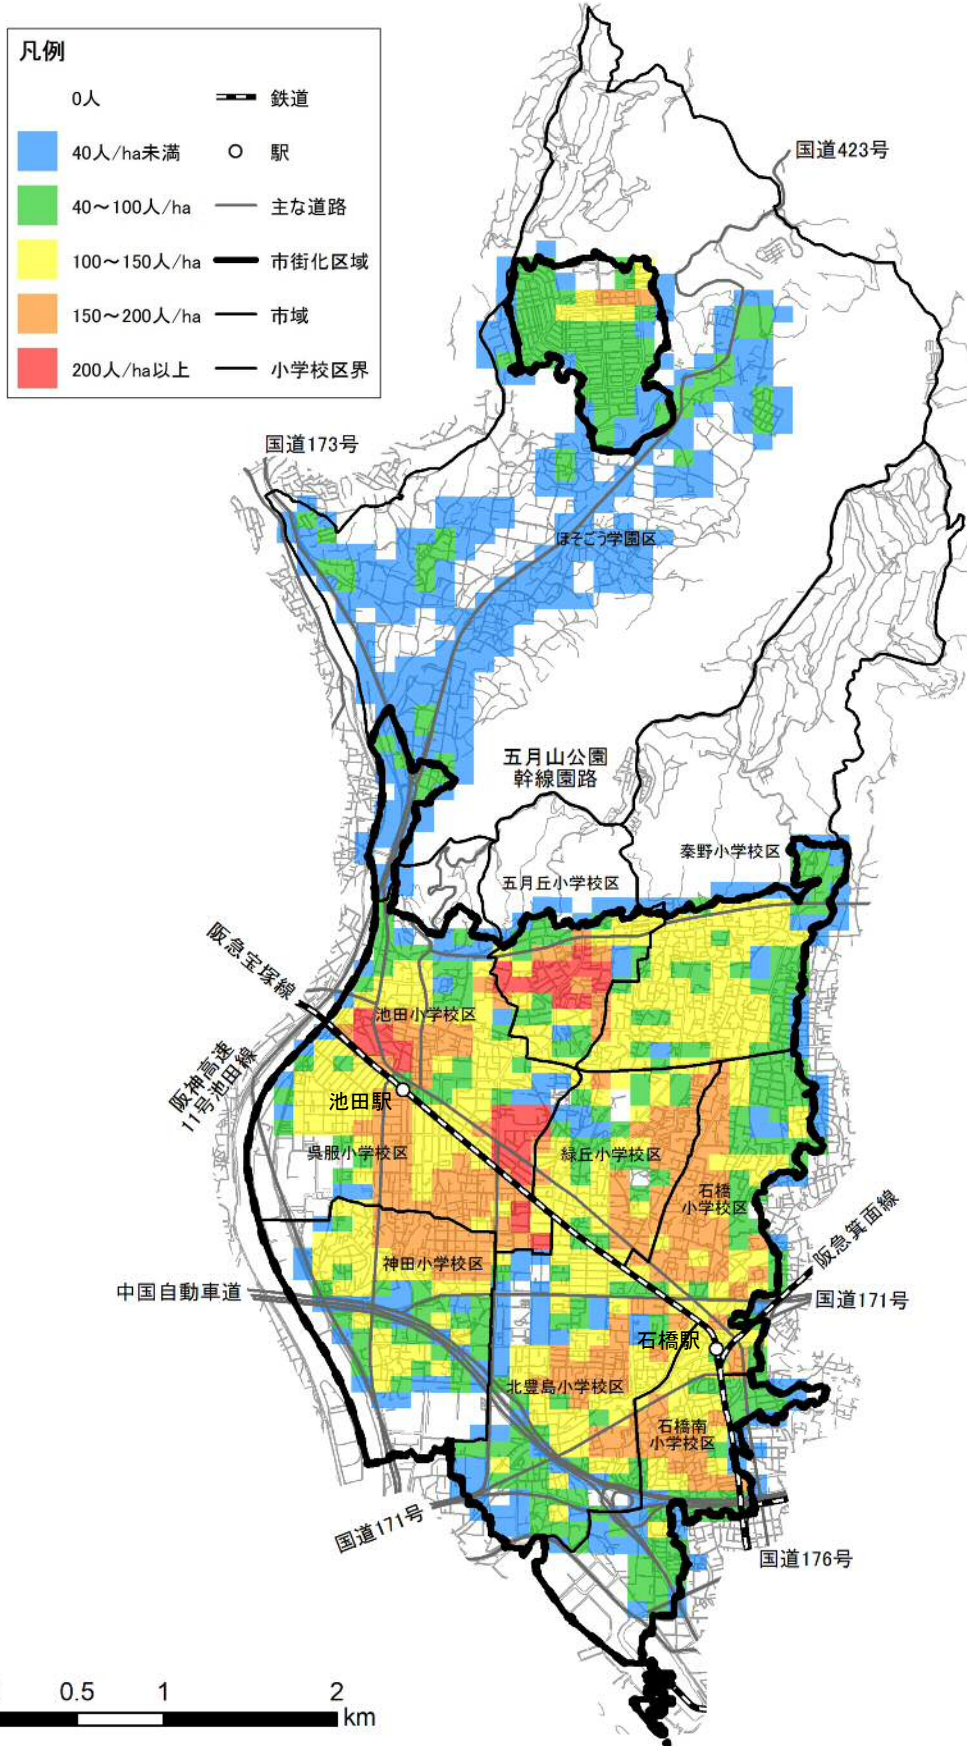 凡例
0人
鉄道
40人/ha未満
駅
40～100人/ha
主な道路
100～150人/ha
市街化区域
150～200人/ha
市域
200人/ha以上
小学校区界
国道423号
国道173号
ほそごう学園区
五月山公園
幹線園路
秦野小学校区
五月丘小学校区
阪急宝塚線
池田小学校区
阪神高速
11号池田線
池田駅
呉服小学校区
緑丘小学校区
石橋
小学校区
阪急箕面線
神田小学校区
中国自動車道
国道171号
石橋駅
北豊島小学校区
石橋南
小学校区
国道171号
国道176号
0.5
1
2
km